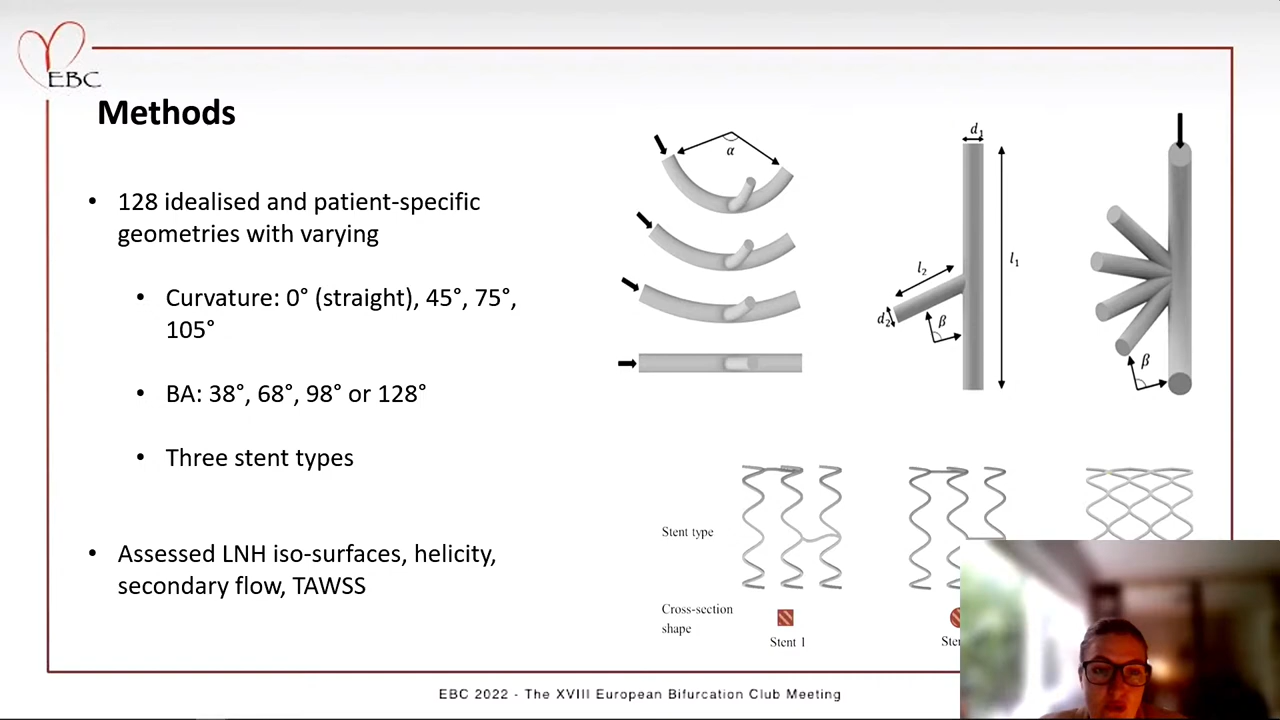 EBC
Methods
• 128 idealised and patient-specific
geometries with varying
• Curvature: 0° (straight), 45°, 75°,
105°
• BA: 38°, 68°, 98° or 128°
• Three stent types
• Assessed LNH iso-surfaces, helicity,
secondary flow, TAWSS
α
d₁
l₁
l₂
d₂
β
β
Stent type
Cross-section
shape
Stent 1
EBC 2022 - The XVIII European Bifurcation Club Meeting